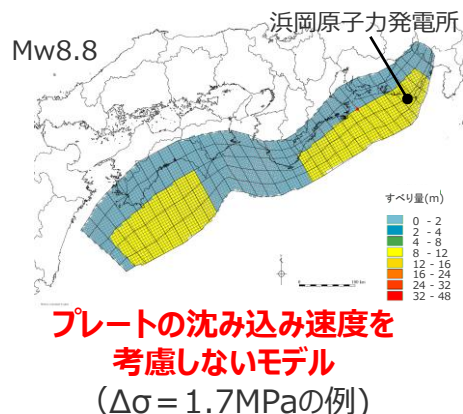 浜岡原子力発電所
Mw8.8
すべり量(m)
0 - 2
2 - 4
4 - 8
8 - 12
12 - 16
16 - 24
24 - 32
32 - 48
プレートの沈み込み速度を
考慮しないモデル
(Δσ=1.7MPaの例)